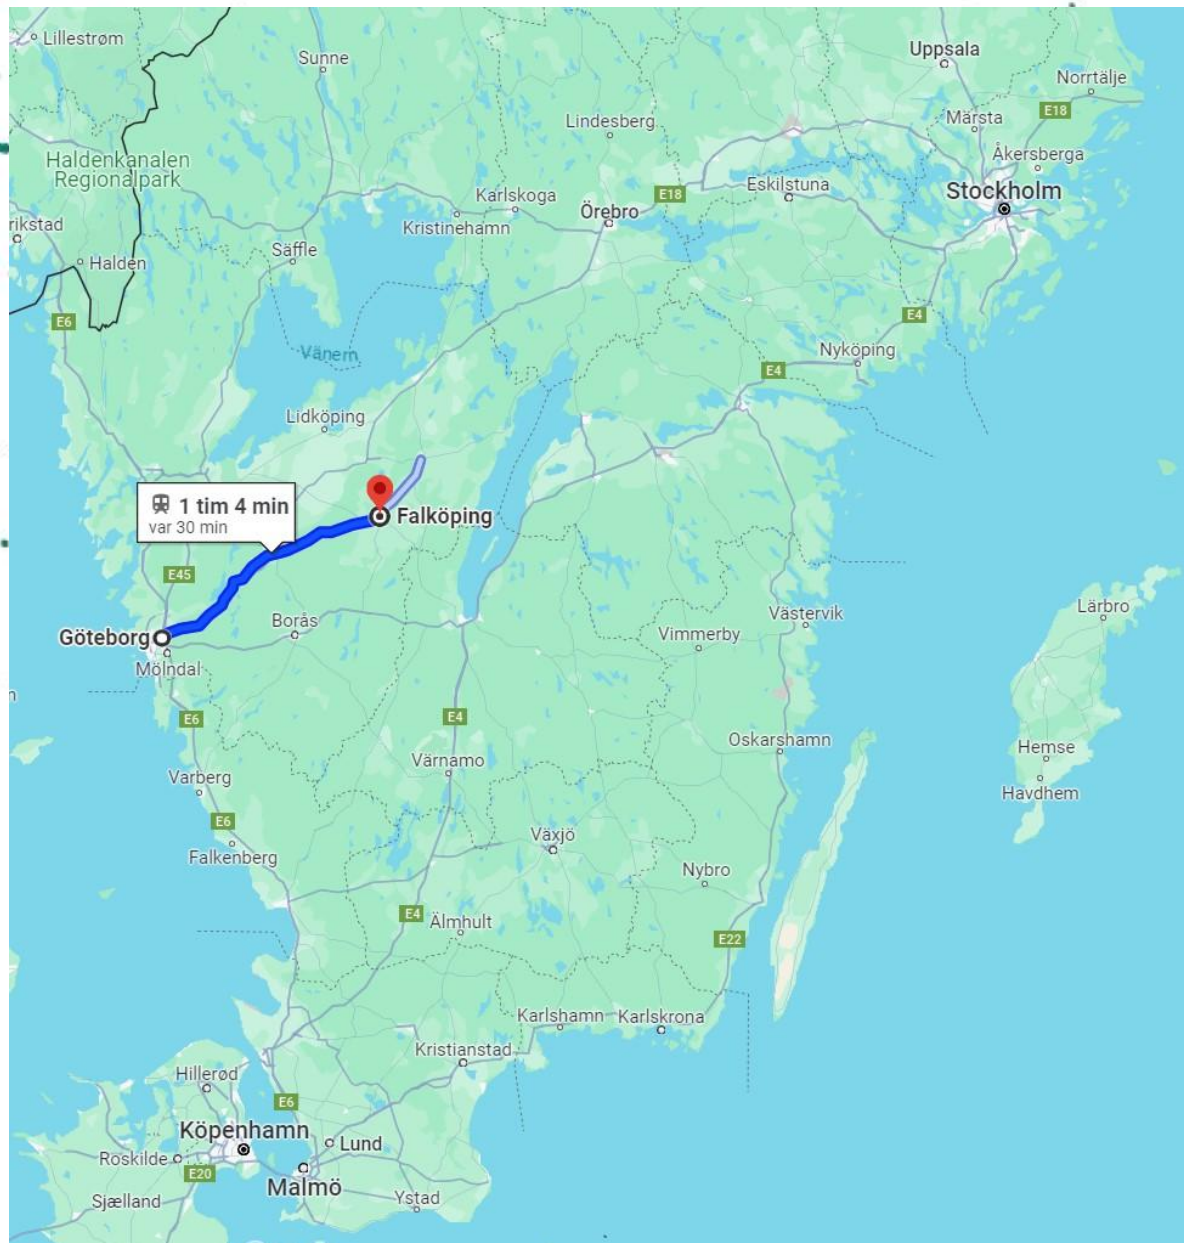 Lillestrøm
Sunne
Uppsala
Norrtälje
E18
Märsta
Lindesberg
Haldenkanalen
Regionalpark
Åkersberga
Karlskoga
E18
Eskilstuna
Stockholm
rikstad
Kristinehamn
Örebro
Säffle
Halden
E6
E4
Vänern
Nyköping
E4
Lidköping
1 tim 4 min
var 30 min
Falköping
E45
Göteborg
Borås
Mölndal
Västervik
Lärbro
Vimmerby
n
E6
E4
Oskarshamn
Hemse
Värnamo
Varberg
Havdhem
E6
Växjö
Falkenberg
Nybro
E4
Älmhult
E22
Karlshamn
Karlskrona
Kristianstad
Hillerød
E6
Köpenhamn
Lund
Roskilde
E20
Malmö
Sjælland
Ystad